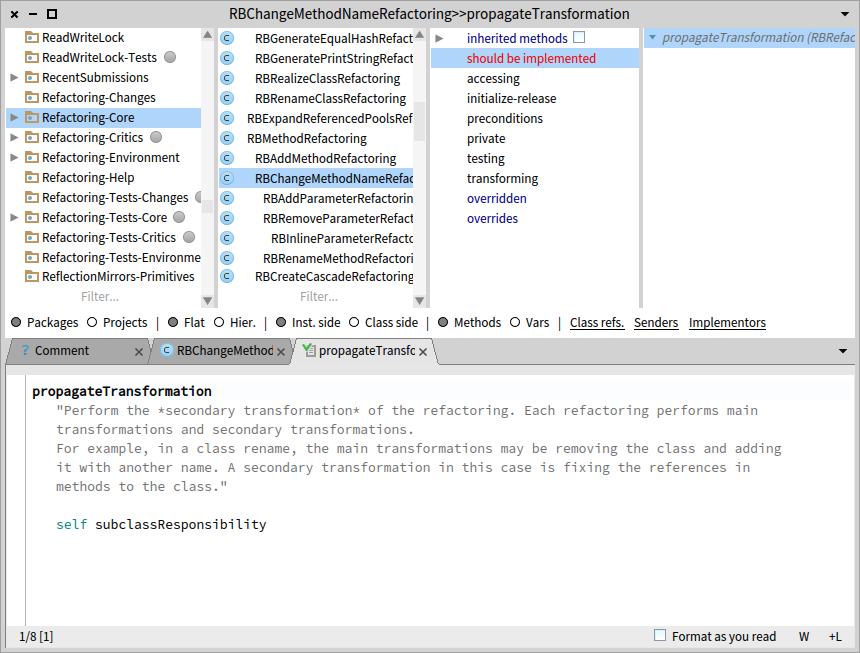 RBChangeMethodNameRefactoring>>propagateTransformation
ReadWriteLock
ReadWriteLock-Tests
RecentSubmissions
Refactoring-Changes
Refactoring-Core
Refactoring-Critics
Refactoring-Environment
Refactoring-Help
Refactoring-Tests-Changes
Refactoring-Tests-Core
Refactoring-Tests-Critics
Refactoring-Tests-Environme
ReflectionMirrors-Primitives
Filter...
C RBGenerateEqualHashRefact
C RBGeneratePrintStringRefact
C RBRealizeClassRefactoring
C RBRenameClassRefactoring
C RBExpandReferencedPoolsRef
C RBMethodRefactoring
C RBAddMethodRefactoring
C RBChangeMethodNameRefac
C RBAddParameterRefactorin
C RBRemoveParameterRefact
C RBInlineParameterRefacto
C RBRenameMethodRefactori
C RBCreateCascadeRefactoring
Filter...
inherited methods
should be implemented
accessing
initialize-release
preconditions
private
testing
transforming
overridden
overrides
propagateTransformation (RBRefac
Packages Projects | Flat Hier. | Inst. side Class side | Methods Vars | Class refs. Senders Implementors
? Comment × C RBChangeMethod × propagateTransfo ×
propagateTransformation
"Perform the *secondary transformation* of the refactoring. Each refactoring performs main
transformations and secondary transformations.
For example, in a class rename, the main transformations may be removing the class and adding
it with another name. A secondary transformation in this case is fixing the references in
methods to the class."
self subclassResponsibility
1/8 [1] Format as you read W +L